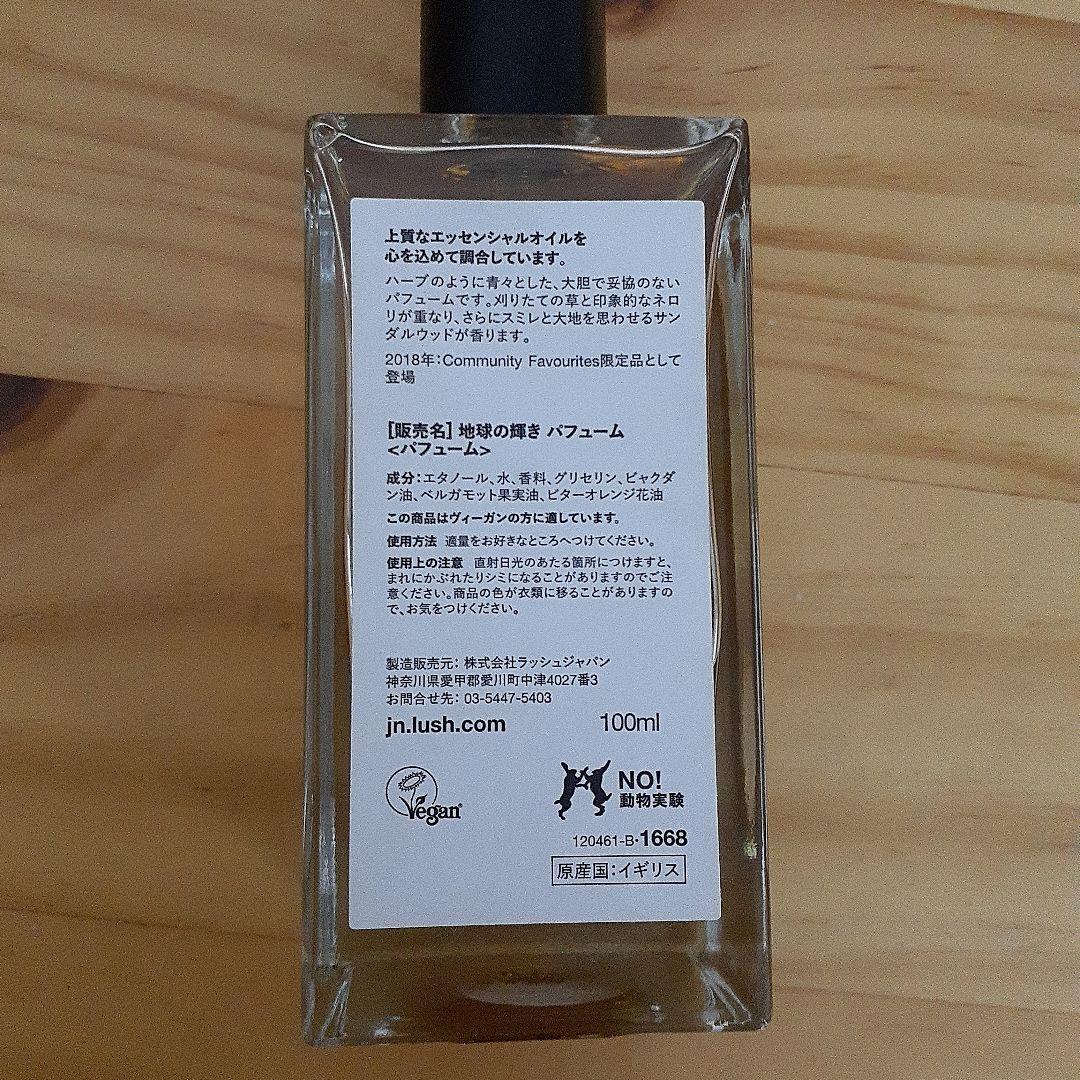 上質なエッセンシャルオイルを
心を込めて調合しています。
ハーブのように青々とした、大胆で妥協のない
パフュームです。刈りたての草と印象的なネロ
リが重なり、さらにスミレと大地を思わせるサン
ダルウッドが香ります。
2018年：Community Favourites限定品として
登場
［販売名］地球の輝き パフューム
<パフューム>
成分：エタノール、水、香料、グリセリン、ビャクダ
ン油、ベルガモット果実油、ビターオレンジ花油
この商品はヴィーガンの方に適しています。
使用方法 適量をお好きなところへつけてください。
使用上の注意 直射日光のあたる箇所につけますと、
まれにかぶれたりシミになることがありますのでご注
意ください。商品の色が衣類に移ることがありますの
で、お気をつけください。
製造販売元：株式会社ラッシュジャパン
神奈川県愛甲郡愛川町中津4027番3
お問合せ先：03-5447-5403
jn.lush.com 100ml
Vegan
NO!
動物実験
120461-B・1668
原産国：イギリス